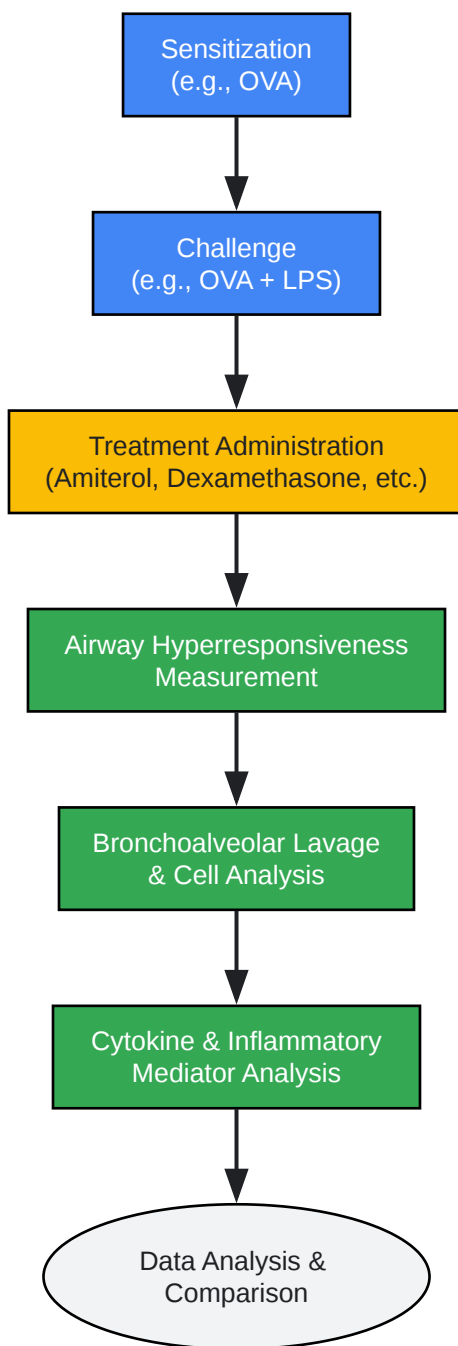 Sensitization
(e.g., OVA)
Challenge
(e.g., OVA + LPS)
Treatment Administration
(Amiterol, Dexamethasone, etc.)
Airway Hyperresponsiveness
Measurement
Bronchoalveolar Lavage
& Cell Analysis
Cytokine & Inflammatory
Mediator Analysis
Data Analysis &
Comparison